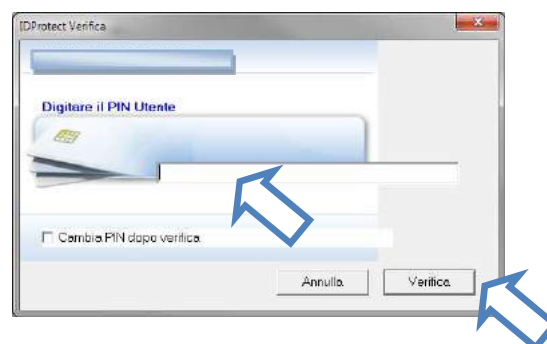 IDProtect Verifica
Digitare il PIN Utente
Cambia PIN dopo verifica
Annulla
Verifica